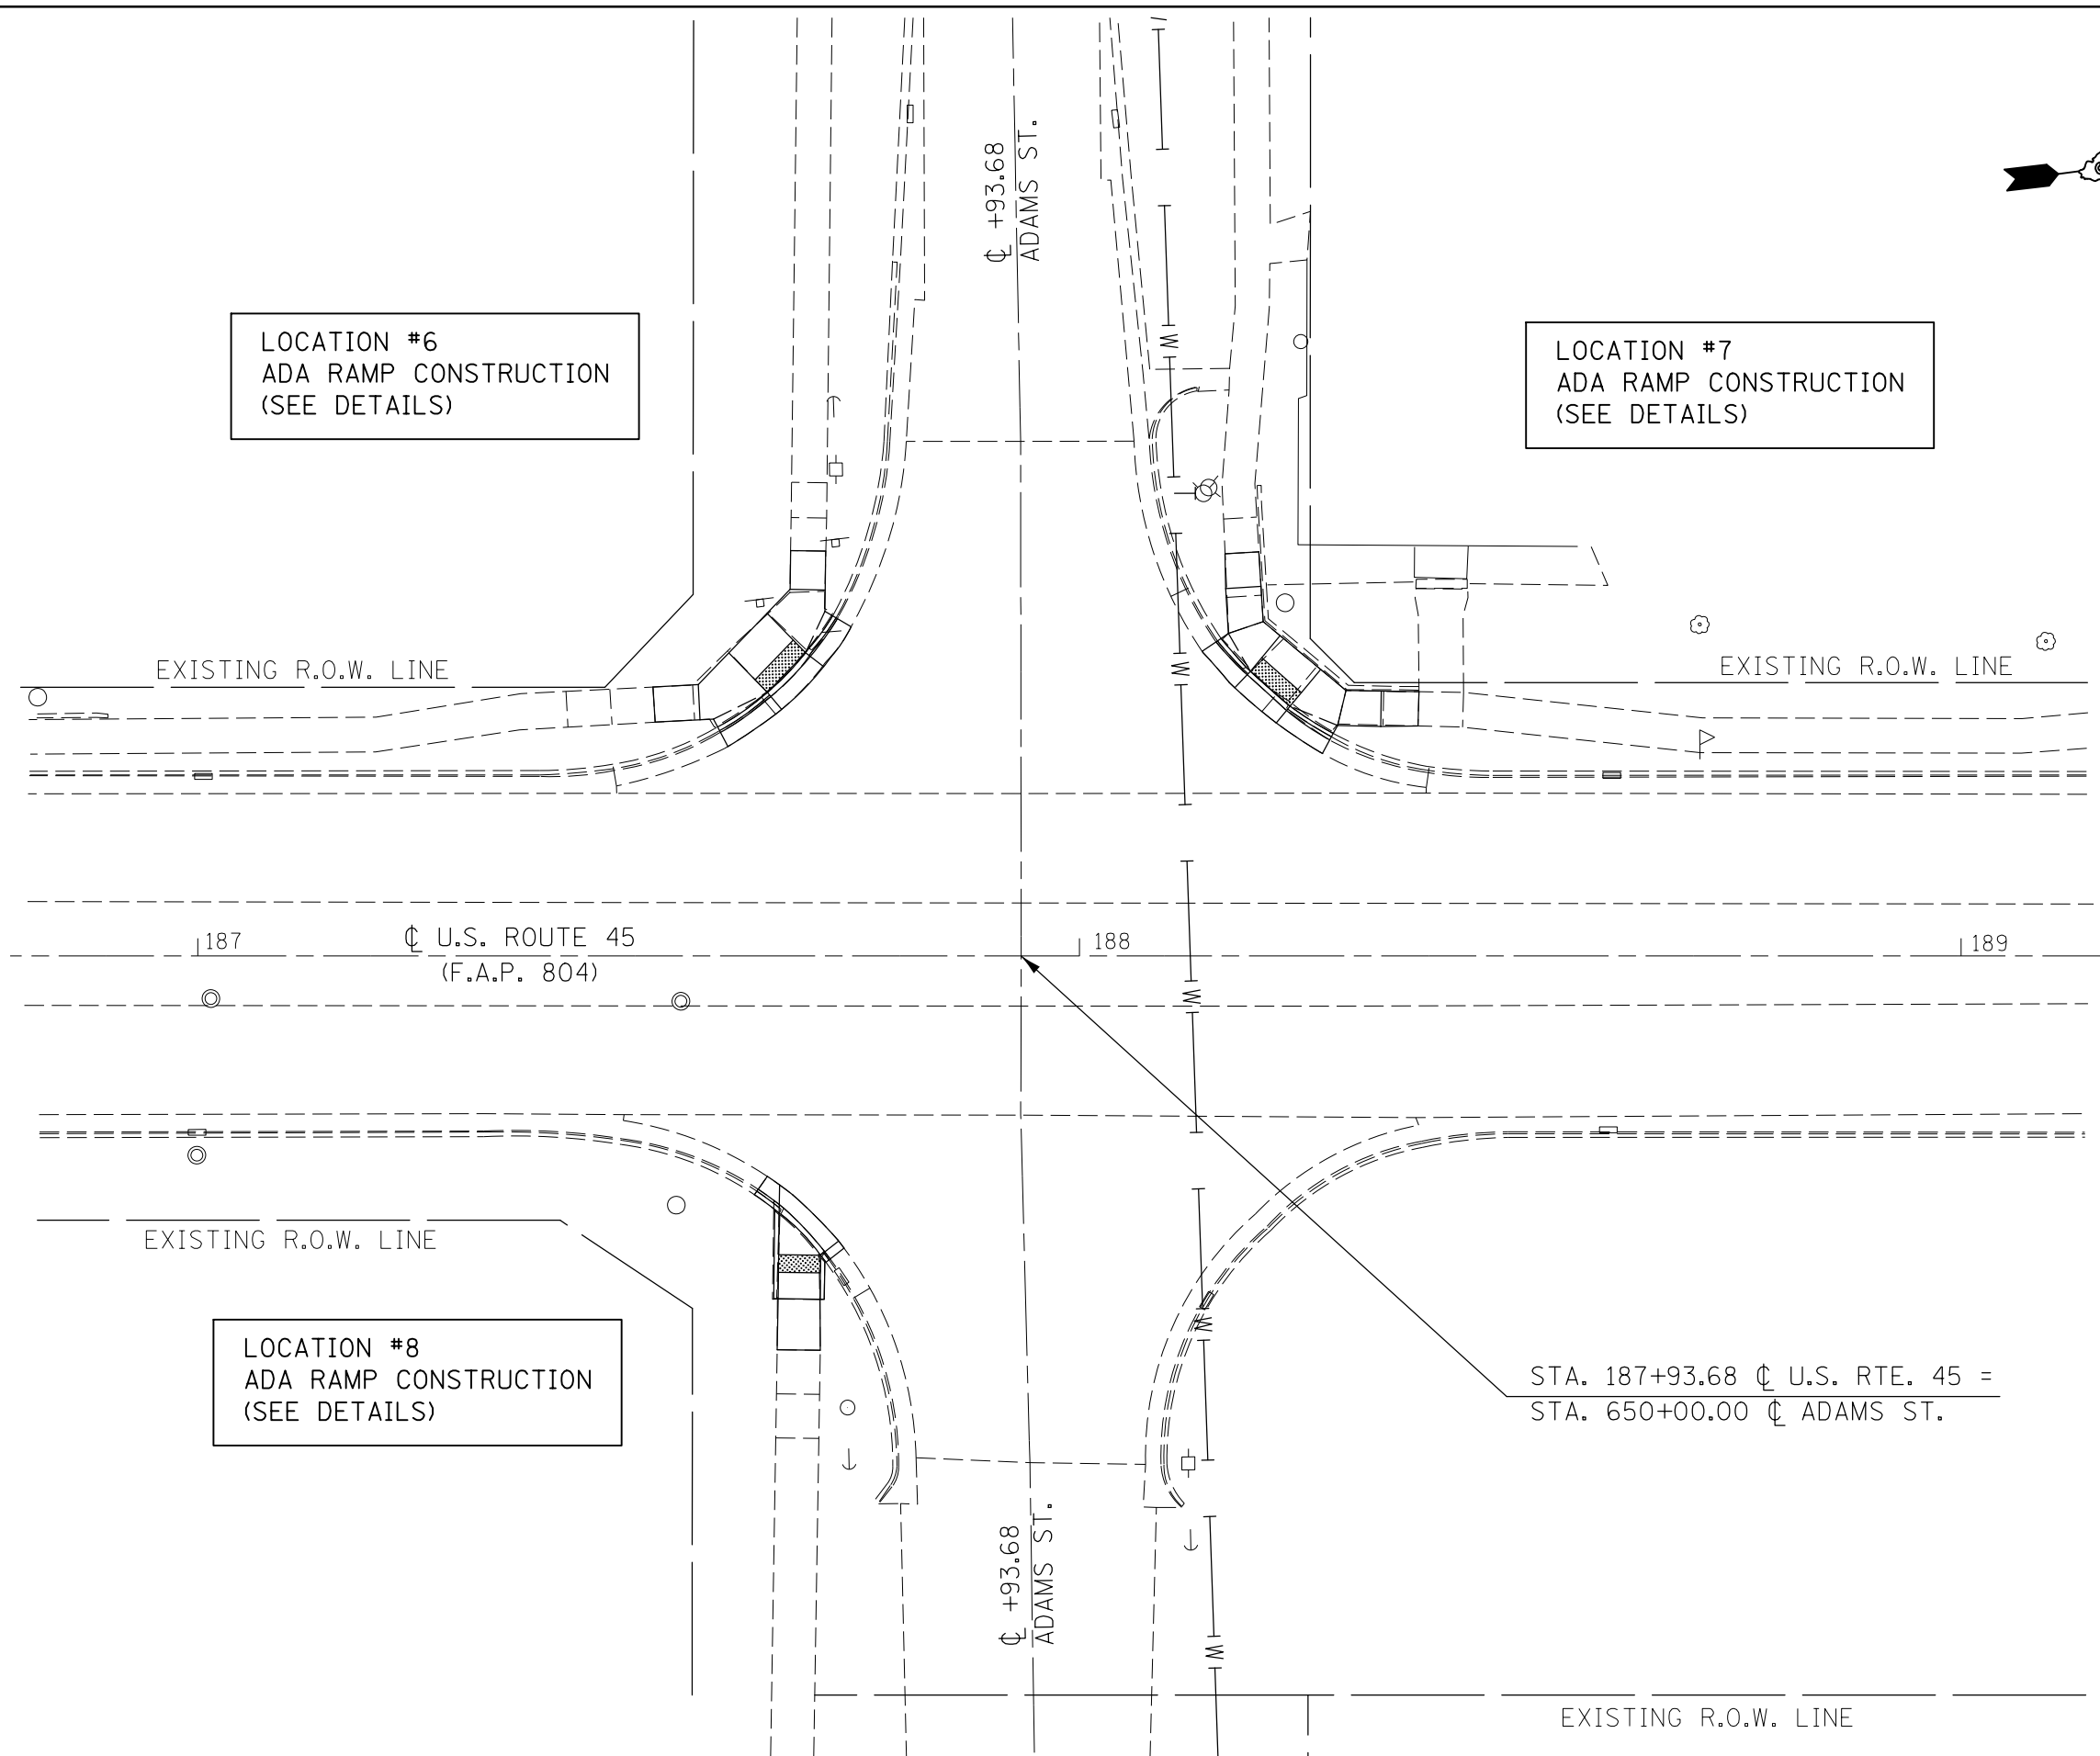 ℄ +93.68
ADAMS ST.
LOCATION #6
ADA RAMP CONSTRUCTION
(SEE DETAILS)
LOCATION #7
ADA RAMP CONSTRUCTION
(SEE DETAILS)
W
EXISTING R.O.W. LINE
W
EXISTING R.O.W. LINE
187
℄ U.S. ROUTE 45
(F.A.P. 804)
188
189
W
EXISTING R.O.W. LINE
W
LOCATION #8
ADA RAMP CONSTRUCTION
(SEE DETAILS)
STA. 187+93.68 ℄ U.S. RTE. 45 =
STA. 650+00.00 ℄ ADAMS ST.
℄ +93.68
ADAMS ST.
W
EXISTING R.O.W. LINE